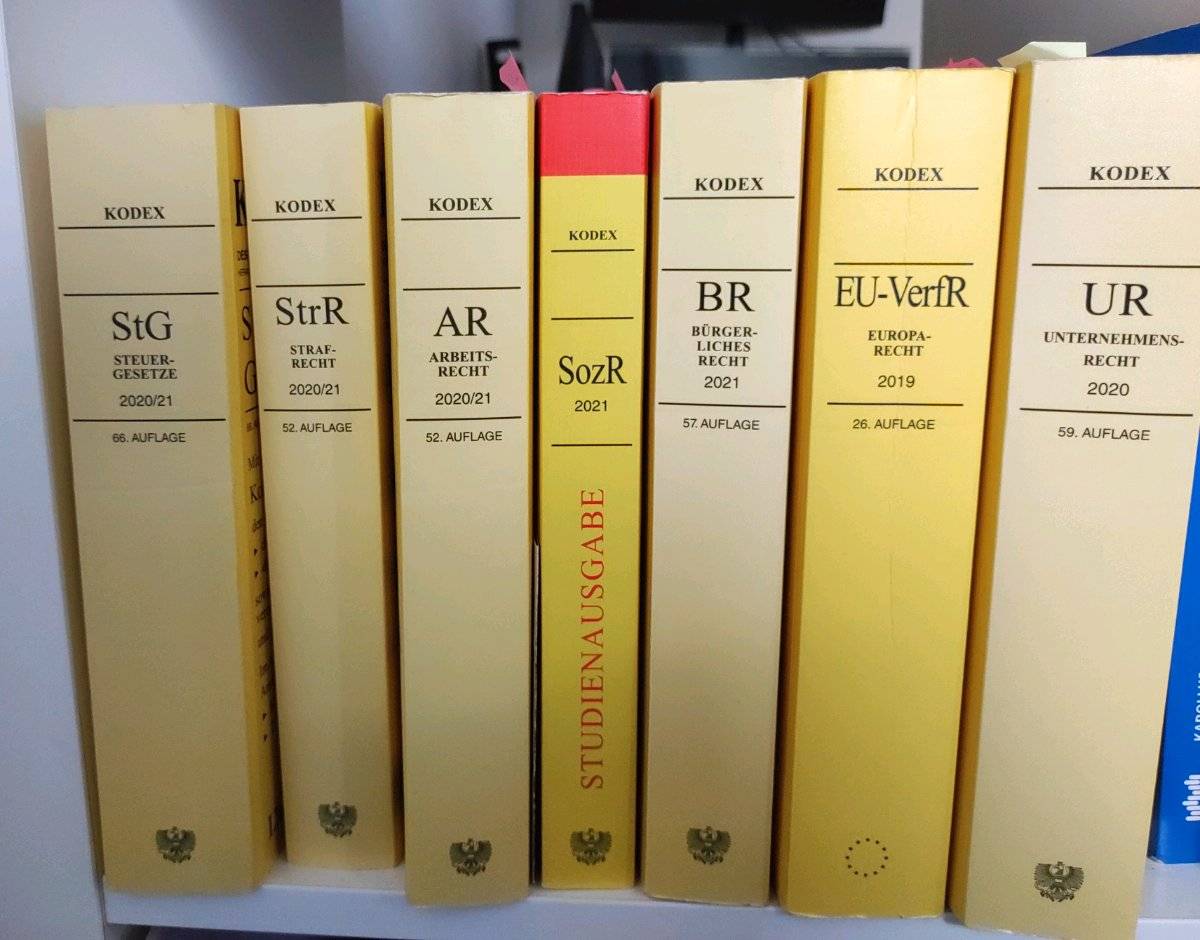 KODEX
StG
STEUER-
GESETZE
2020/21
66. AUFLAGE
KODEX
StrR
STRAF-
RECHT
2020/21
52. AUFLAGE
KODEX
AR
ARBEITS-
RECHT
2020/21
52. AUFLAGE
KODEX
SozR
2021
STUDIENAUSGABE
KODEX
BR
BÜRGER-
LICHES
RECHT
2021
57. AUFLAGE
KODEX
EU-VerfR
EUROPA-
RECHT
2019
26. AUFLAGE
KODEX
UR
UNTERNEHMENS-
RECHT
2020
59. AUFLAGE